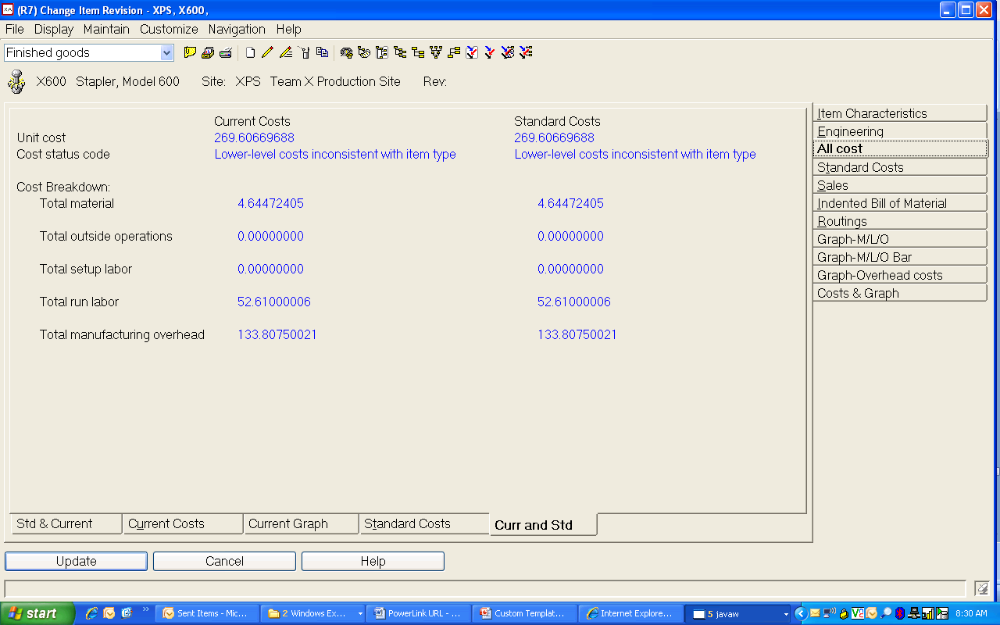 XA (R7) Change Item Revision - XPS, X600,
File Display Maintain Customize Navigation Help
Finished goods
X600 Stapler, Model 600 Site: XPS Team X Production Site Rev:
Current Costs Standard Costs
Unit cost 269.60669688 269.60669688
Cost status code Lower-level costs inconsistent with item type Lower-level costs inconsistent with item type
Cost Breakdown:
Total material 4.64472405 4.64472405
Total outside operations 0.00000000 0.00000000
Total setup labor 0.00000000 0.00000000
Total run labor 52.61000006 52.61000006
Total manufacturing overhead 133.80750021 133.80750021
Item Characteristics
Engineering
All cost
Standard Costs
Sales
Indented Bill of Material
Routings
Graph-M/L/O
Graph-M/L/O Bar
Graph-Overhead costs
Costs & Graph
Std & Current Current Costs Current Graph Standard Costs Curr and Std
Update Cancel Help
start Sent Items - Mic... 2 Windows Ex... PowerLink URL - ... Custom Templat... Internet Explore... 5 javaw 8:30 AM